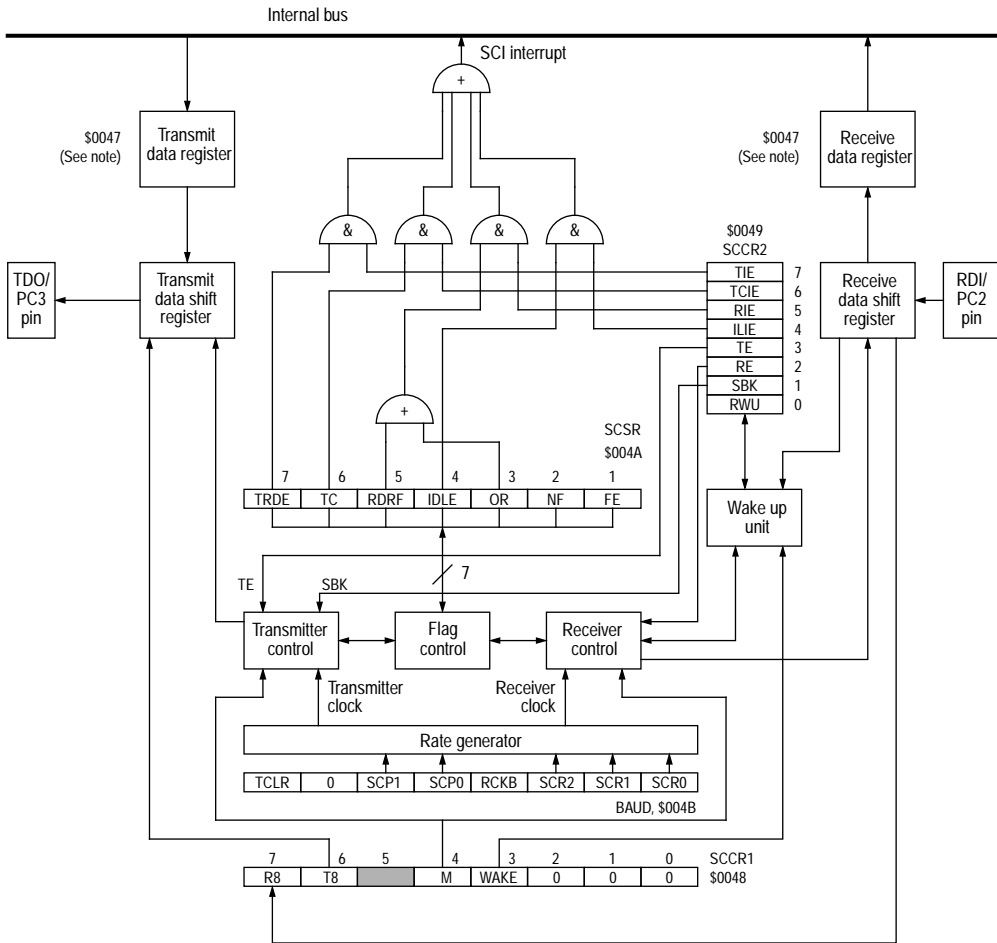 Internal bus
SCI interrupt
+
$0047
(See note)
Transmit
data register
$0047
(See note)
Receive
data register
&
&
&
&
$0049
SCCR2
TDO/
PC3
pin
Transmit
data shift
register
TIE 7
TCIE 6
RIE 5
ILIE 4
TE 3
RE 2
SBK 1
RWU 0
Receive
data shift
register
RDI/
PC2
pin
+
SCSR
$004A
7 6 5 4 3 2 1
TRDE TC RDRF IDLE OR NF FE
Wake up
unit
7
TE
SBK
Transmitter
control
Flag
control
Receiver
control
Transmitter
clock
Receiver
clock
Rate generator
TCLR 0 SCP1 SCP0 RCKB SCR2 SCR1 SCR0
BAUD, $004B
7 6 5 4 3 2 1 0 SCCR1
R8 T8 M WAKE 0 0 0 $0048